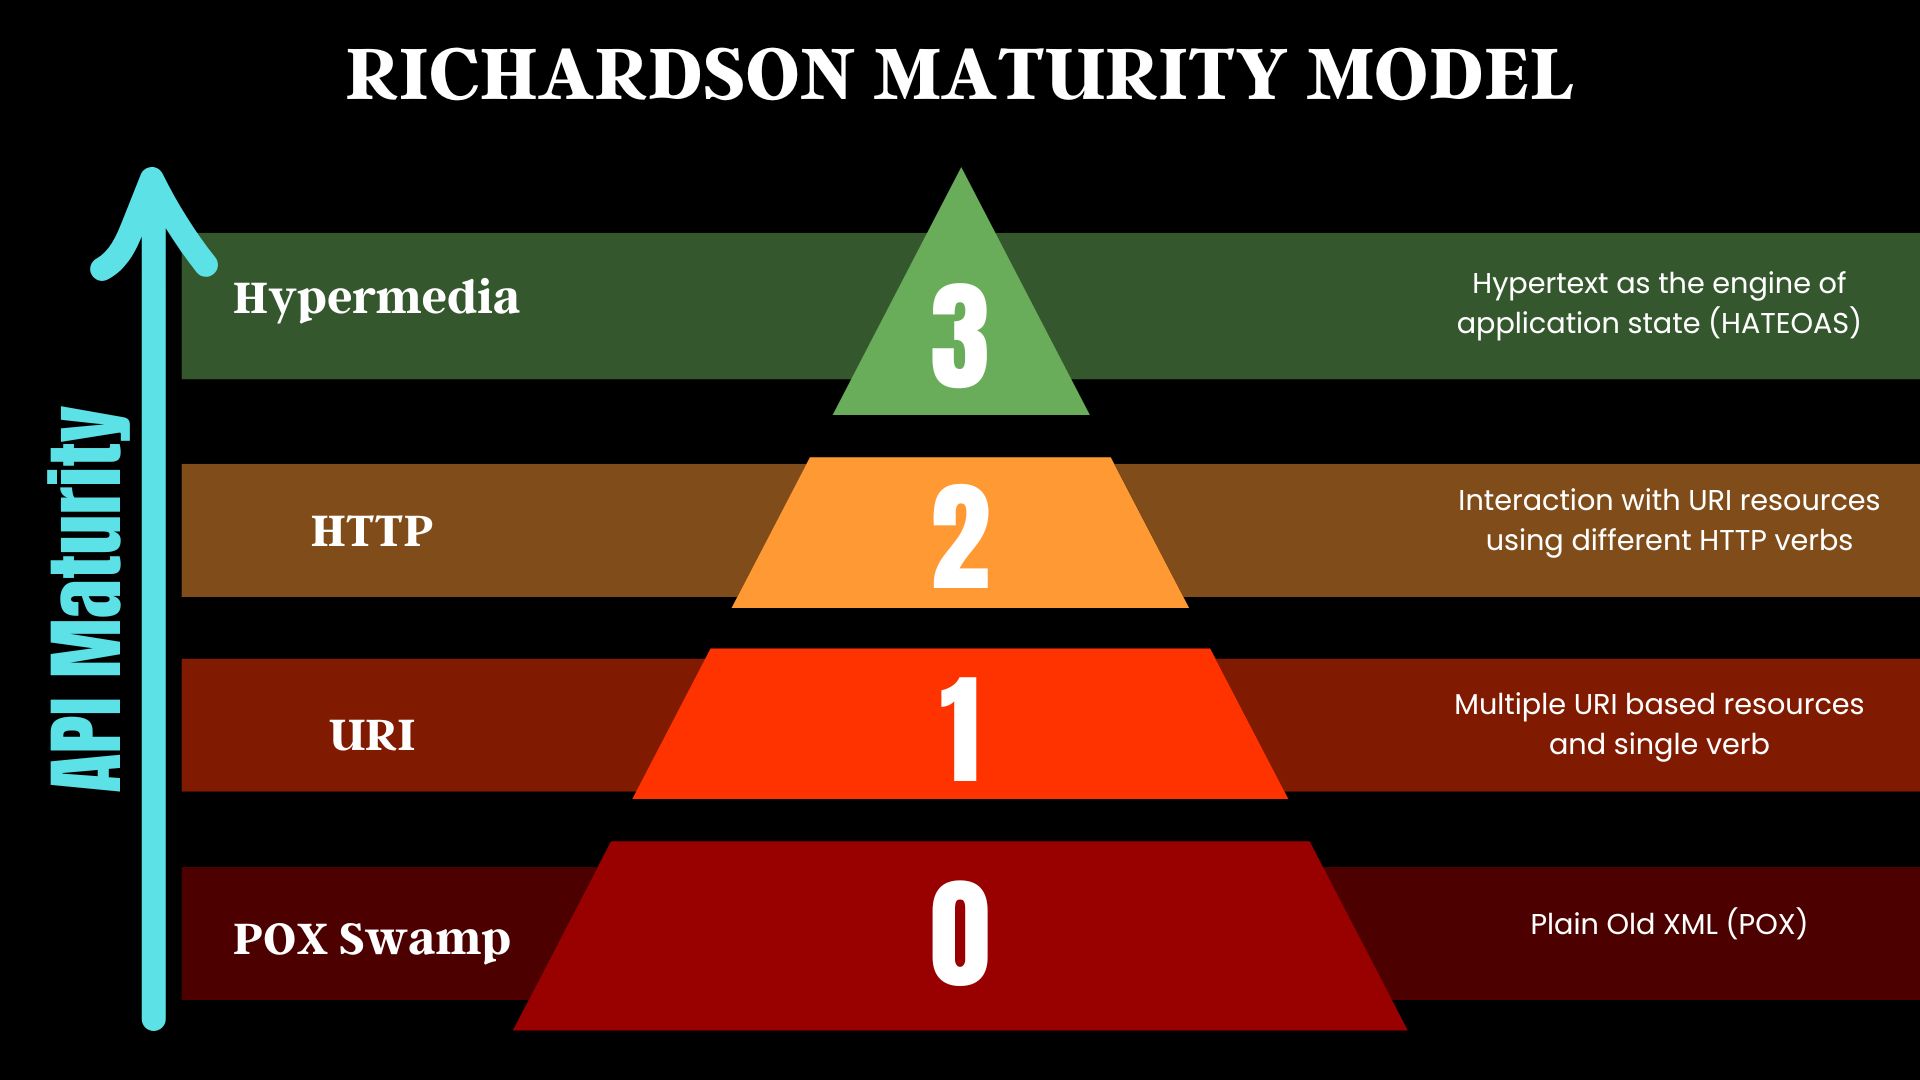 RICHARDSON MATURITY MODEL
API Maturity
Hypermedia
3
Hypertext as the engine of
application state (HATEOAS)
HTTP
2
Interaction with URI resources
using different HTTP verbs
URI
1
Multiple URI based resources
and single verb
POX Swamp
0
Plain Old XML (POX)